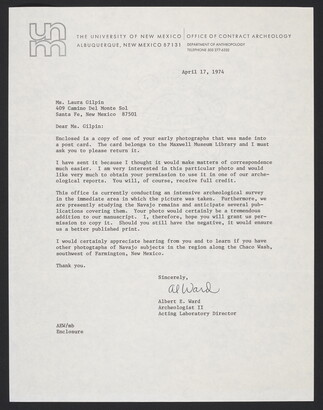 unm
THE UNIVERSITY OF NEW MEXICO | OFFICE OF CONTRACT ARCHEOLOGY
ALBUQUERQUE, NEW MEXICO 87131 DEPARTMENT OF ANTHROPOLOGY
TELEPHONE 505 277-5853
April 17, 1974
Ms. Laura Gilpin
409 Camino Del Monte Sol
Santa Fe, New Mexico 87501
Dear Ms. Gilpin:
Enclosed is a copy of one of your early photographs that was made into
a post card. The card belongs to the Maxwell Museum Library and I must
ask you to please return it.
I have sent it because I thought it would make matters of correspondence
much easier. I am very interested in this particular photo and would
like very much to obtain your permission to use it in one of our arche-
ological reports. You will, of course, receive full credit.
This office is currently conducting an intensive archeological survey
in the immediate area in which the picture was taken. Furthermore, we
are presently studying the Navajo remains and anticipate several pub-
lications covering them. Your photo would certainly be a tremendous
addition to our manuscript. I, therefore, hope you will grant us per-
mission to copy it. Should you still have the negative, it would ensure
us a better published print.
I would certainly appreciate hearing from you and to learn if you have
other photographs of Navajo subjects in the region along the Chaco Wash,
southwest of Farmington, New Mexico.
Thank you.
Sincerely,
Al Ward
Albert E. Ward
Archeologist II
Acting Laboratory Director
AEW/mb
Enclosure